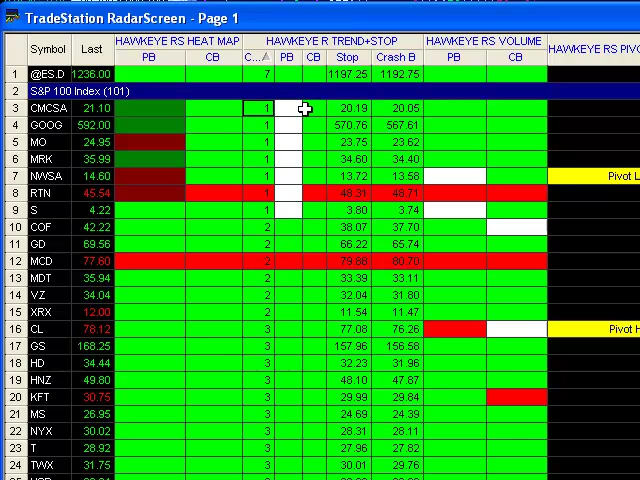 TradeStation RadarScreen - Page 1
Symbol Last HAWKEYE RS HEAT MAP HAWKEYE R TREND+STOP HAWKEYE RS VOLUME HAWKEYE RS PIV
PB CB C... PB CB Stop Crash B PB CB
1 @ES.D 1236.00 7 1197.25 1192.75
2 S&P 100 Index (101)
3 CMCSA 21.10 1 20.19 20.05
4 GOOG 592.00 1 570.76 567.61
5 MO 24.95 1 23.75 23.62
6 MRK 35.99 1 34.60 34.40
7 NWSA 14.60 1 13.72 13.58 Pivot L
8 RTN 45.54 1 48.31 48.71
9 S 4.22 1 3.80 3.74
10 COF 42.22 2 38.07 37.70
11 GD 69.56 2 66.22 65.74
12 MCD 77.60 2 79.88 80.70
13 MDT 35.94 2 33.39 33.11
14 VZ 34.04 2 32.04 31.80
15 XRX 12.00 2 11.54 11.47
16 CL 78.12 3 77.08 76.26 Pivot H
17 GS 168.25 3 157.96 156.58
18 HD 34.44 3 32.23 31.96
19 HNZ 49.80 3 48.10 47.87
20 KFT 30.75 3 29.99 29.84
21 MS 26.95 3 24.69 24.39
22 NYX 30.02 3 28.31 28.11
23 T 28.92 3 27.96 27.82
24 TWX 31.75 3 30.01 29.76